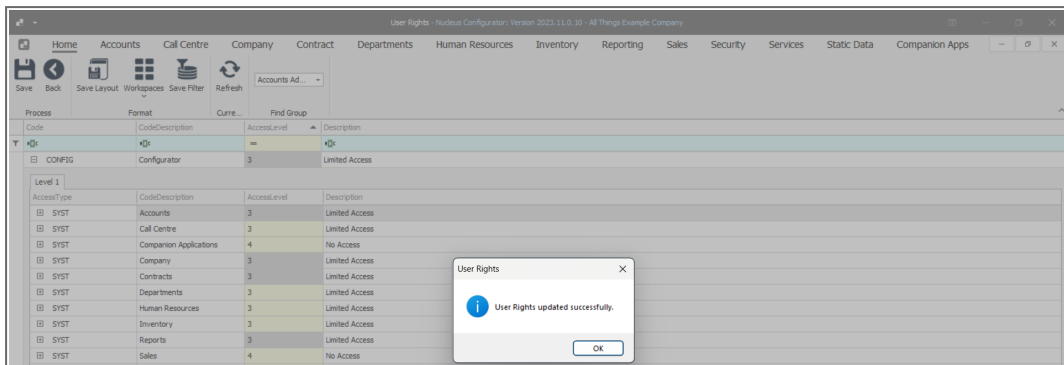 User Rights - Nucleus Configurator: Version 2023.11.0.10 - All Things Example Company
Home Accounts Call Centre Company Contract Departments Human Resources Inventory Reporting Sales Security Services Static Data Companion Apps
Accounts Ad...
Save Back Save Layout Workspaces Save Filter Refresh
Process Format Curre... Find Group
Code CodeDescription AccessLevel Description
=
CONFIG Configurator 3 Limited Access
Level 1
AccessType CodeDescription AccessLevel Description
SYST Accounts 3 Limited Access
SYST Call Centre 3 Limited Access
SYST Companion Applications 4 No Access
SYST Company 3 Limited Access
SYST Contracts 3 Limited Access
SYST Departments 3 Limited Access
SYST Human Resources 3 Limited Access
SYST Inventory 3 Limited Access
SYST Reports 3 Limited Access
SYST Sales 4 No Access
User Rights
User Rights updated successfully.
OK